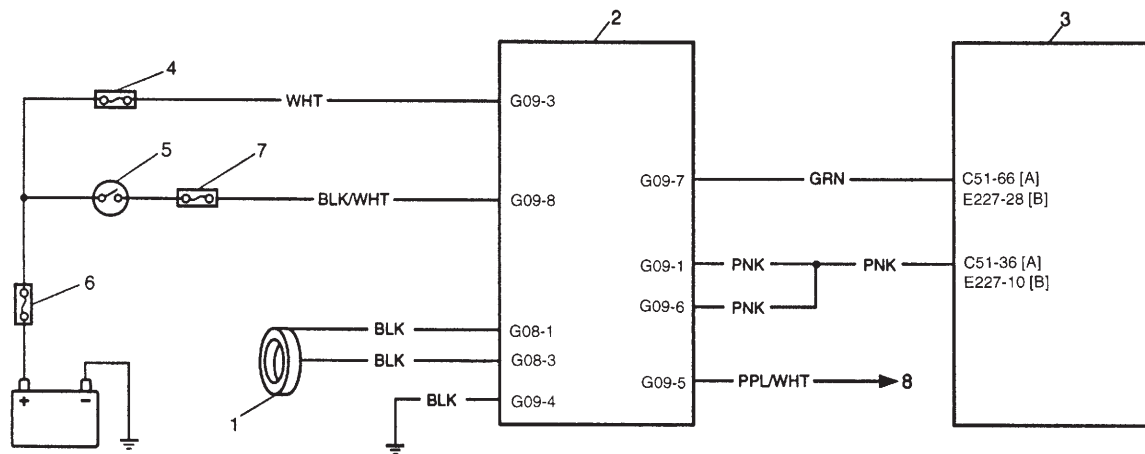 2
3
4
WHT
G09-3
5
7
BLK/WHT
G09-8
G09-7
GRN
C51-66 [A]
E227-28 [B]
6
G09-1
PNK
PNK
C51-36 [A]
E227-10 [B]
G09-6
PNK
BLK
G08-1
BLK
G08-3
G09-5
PPL/WHT
8
BLK
G09-4
1
+
-